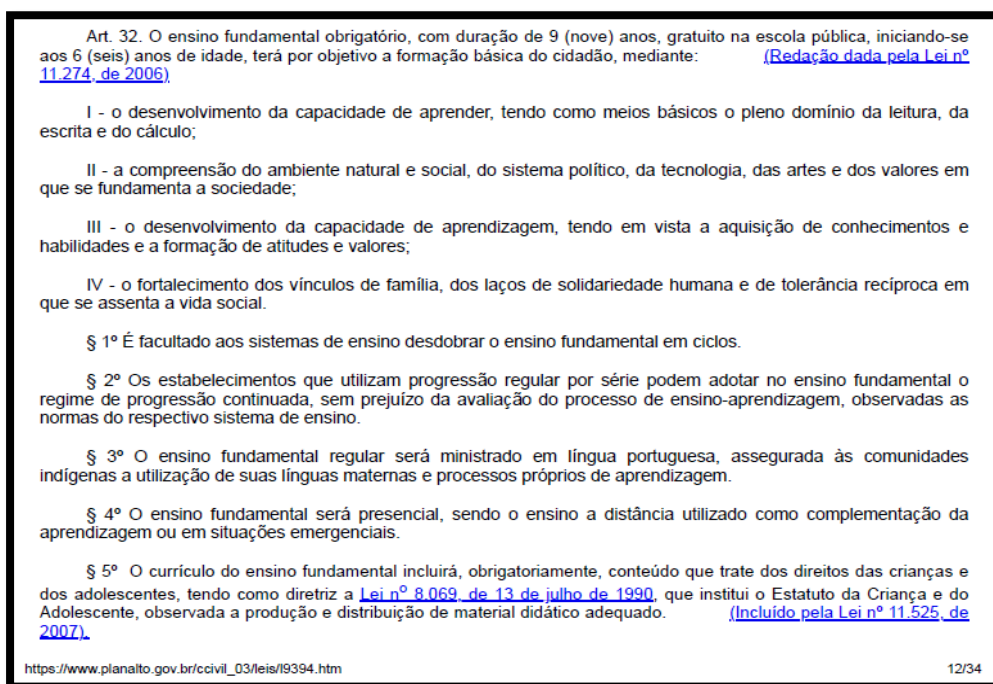 Art. 32. O ensino fundamental obrigatório, com duração de 9 (nove) anos, gratuito na escola pública, iniciando-se
aos 6 (seis) anos de idade, terá por objetivo a formação básica do cidadão, mediante: (Redação dada pela Lei nº
11.274, de 2006)
I - o desenvolvimento da capacidade de aprender, tendo como meios básicos o pleno domínio da leitura, da
escrita e do cálculo;
II - a compreensão do ambiente natural e social, do sistema político, da tecnologia, das artes e dos valores em
que se fundamenta a sociedade;
III - o desenvolvimento da capacidade de aprendizagem, tendo em vista a aquisição de conhecimentos e
habilidades e a formação de atitudes e valores;
IV - o fortalecimento dos vínculos de família, dos laços de solidariedade humana e de tolerância recíproca em
que se assenta a vida social.
§ 1º É facultado aos sistemas de ensino desdobrar o ensino fundamental em ciclos.
§ 2º Os estabelecimentos que utilizam progressão regular por série podem adotar no ensino fundamental o
regime de progressão continuada, sem prejuízo da avaliação do processo de ensino-aprendizagem, observadas as
normas do respectivo sistema de ensino.
§ 3º O ensino fundamental regular será ministrado em língua portuguesa, assegurada às comunidades
indígenas a utilização de suas línguas maternas e processos próprios de aprendizagem.
§ 4º O ensino fundamental será presencial, sendo o ensino a distância utilizado como complementação da
aprendizagem ou em situações emergenciais.
§ 5º O currículo do ensino fundamental incluirá, obrigatoriamente, conteúdo que trate dos direitos das crianças e
dos adolescentes, tendo como diretriz a Lei nº 8.069, de 13 de julho de 1990, que institui o Estatuto da Criança e do
Adolescente, observada a produção e distribuição de material didático adequado. (Incluído pela Lei nº 11.525, de
2007).
https://www.planalto.gov.br/ccivil_03/leis/l9394.htm 12/34